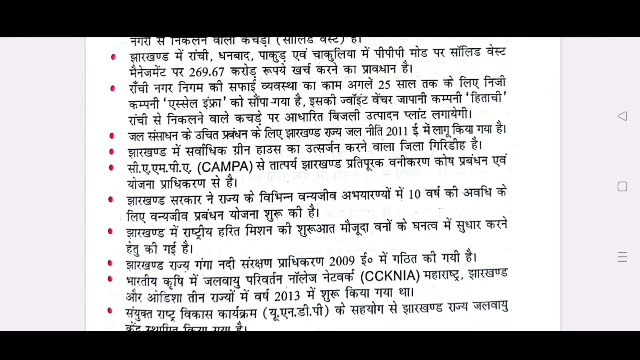 नगरों से निकलने वाला कचड़ा (सॉलिड वेस्ट) है।
झारखण्ड में रांची, धनबाद, पाकुड़ एवं चाकुलिया में पीपीपी मोड पर सॉलिड वेस्ट
मैनेजमेंट पर 269.67 करोड़ रूपये खर्च करने का प्रावधान है।
राँची नगर निगम की सफाई व्यवस्था का काम अगले 25 साल तक के लिए निजी
कम्पनी 'एस्सेल इंफ्रा' को सौंपा गया है, इसकी ज्वॉइंट वेंचर जापानी कम्पनी 'हिताची'
रांची से निकलने वाले कचड़े पर आधारित बिजली उत्पादन प्लांट लगायेगी।
जल संसाधन के उचित प्रबंधन के लिए झारखण्ड राज्य जल नीति 2011 ई में लागू किया गया है।
झारखण्ड में सर्वाधिक ग्रीन हाउस का उत्सर्जन करने वाला जिला गिरिडीह है।
सी.ए.एम.पी.ए. (CAMPA) से तात्पर्य झारखण्ड प्रतिपूरक वनीकरण कोष प्रबंधन एवं
योजना प्राधिकरण से है।
झारखण्ड सरकार ने राज्य के विभिन्न वन्यजीव अभयारण्यों में 10 वर्ष की अवधि के
लिए वन्यजीव प्रबंधन योजना शुरू की है।
झारखण्ड में राष्ट्रीय हरित मिशन की शुरूआत मौजूदा वनों के घनत्व में सुधार करने
हेतु की गई है।
झारखण्ड राज्य गंगा नदी संरक्षण प्राधिकरण 2009 ई० में गठित की गयी है।
भारतीय कृषि में जलवायु परिवर्तन नॉलेज नेटवर्क (CCKNIA) महाराष्ट्र, झारखण्ड
और ओडिशा तीन राज्यों में वर्ष 2013 में शुरू किया गया था।
संयुक्त राष्ट्र विकास कार्यक्रम (यू.एन.डी.पी) के सहयोग से झारखण्ड राज्य जलवायु
केंद्र स्थापित किया गया है।